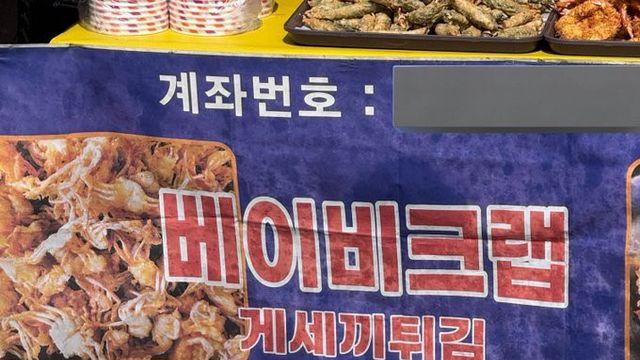 계좌번호 :
베이비크랩
게세끼튀김